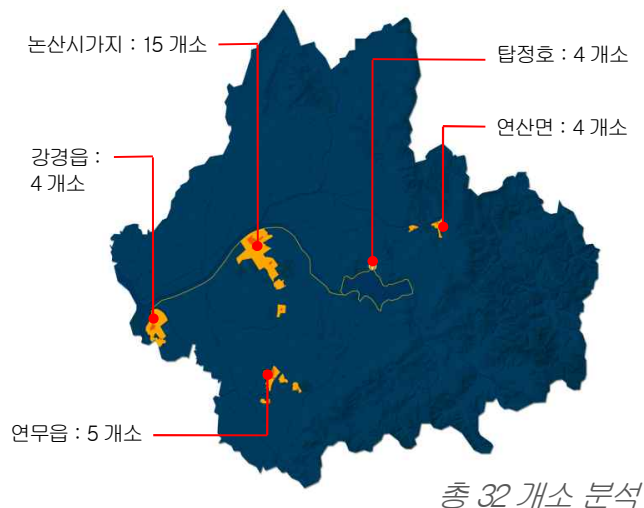 논산시가지 : 15 개소
탑정호 : 4 개소
연산면 : 4 개소
강경읍 :
4 개소
연무읍 : 5 개소
총 32 개소 분석